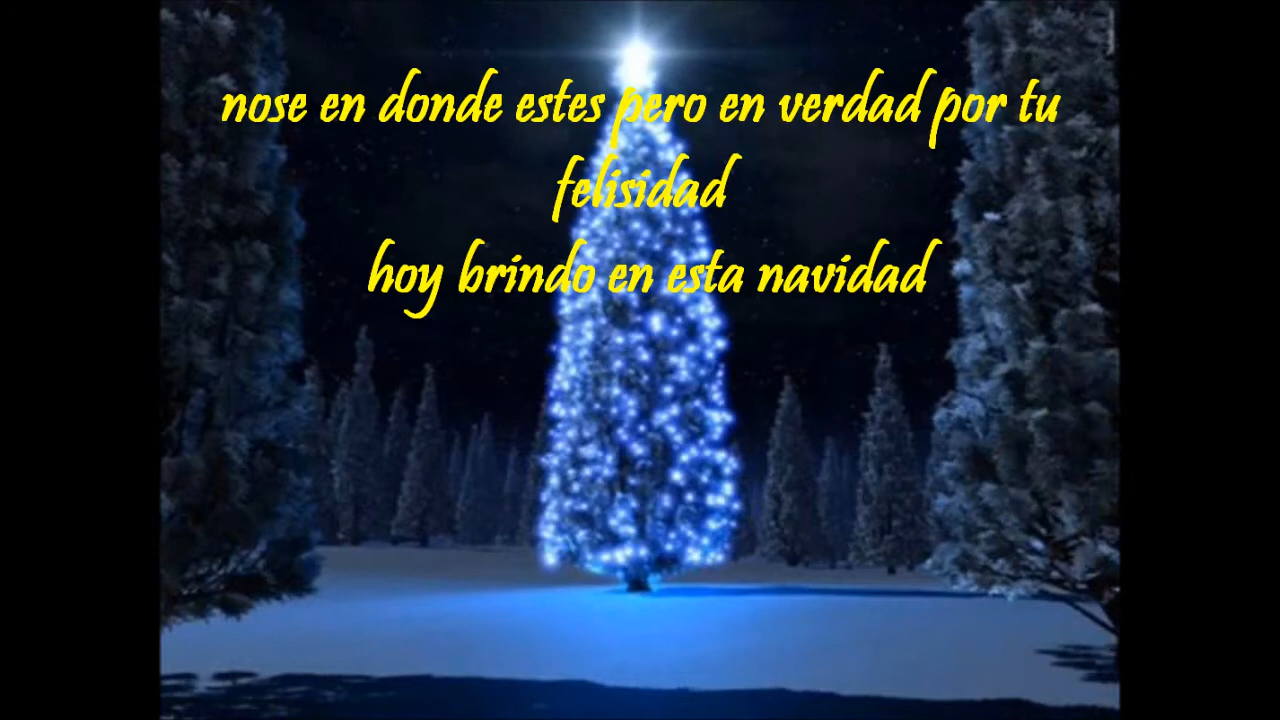 nose en donde estes pero en verdad por tu
felisidad
hoy brindo en esta navidad